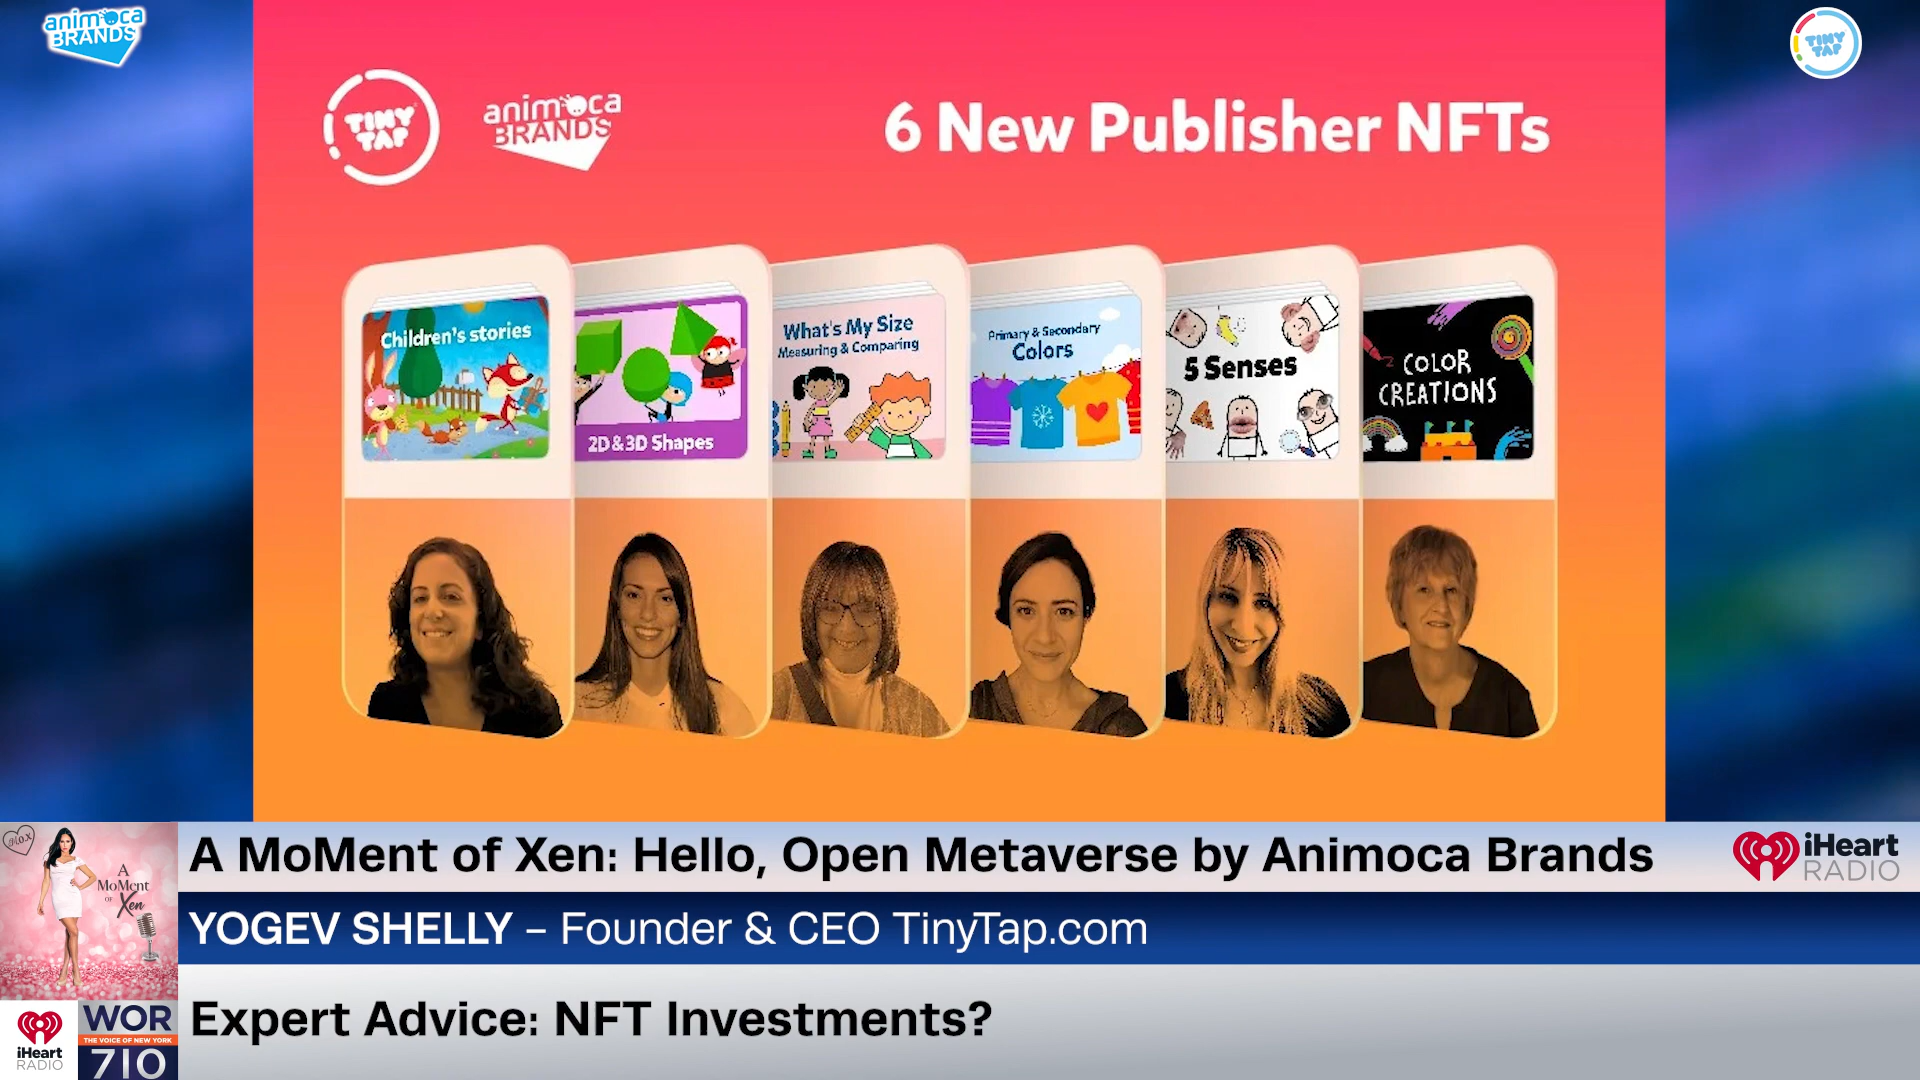 animoca
BRANDS
TINY
TAP
TINY
TAP
animoca
BRANDS
6 New Publisher NFTs
Children's stories
2D & 3D Shapes
What's My Size
Measuring & Comparing
Primary & Secondary
Colors
5 Senses
COLOR
CREATIONS
A
MoMent
OF
Xen
A MoMent of Xen: Hello, Open Metaverse by Animoca Brands
iHeart
RADIO
YOGEV SHELLY – Founder & CEO TinyTap.com
iHeart
RADIO
WOR
THE VOICE OF NEW YORK
710
Expert Advice: NFT Investments?